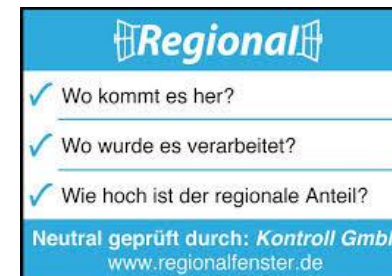 Regional
Wo kommt es her?
Wo wurde es verarbeitet?
Wie hoch ist der regionale Anteil?
Neutral geprüft durch: Kontroll GmbH
www.regionalfenster.de